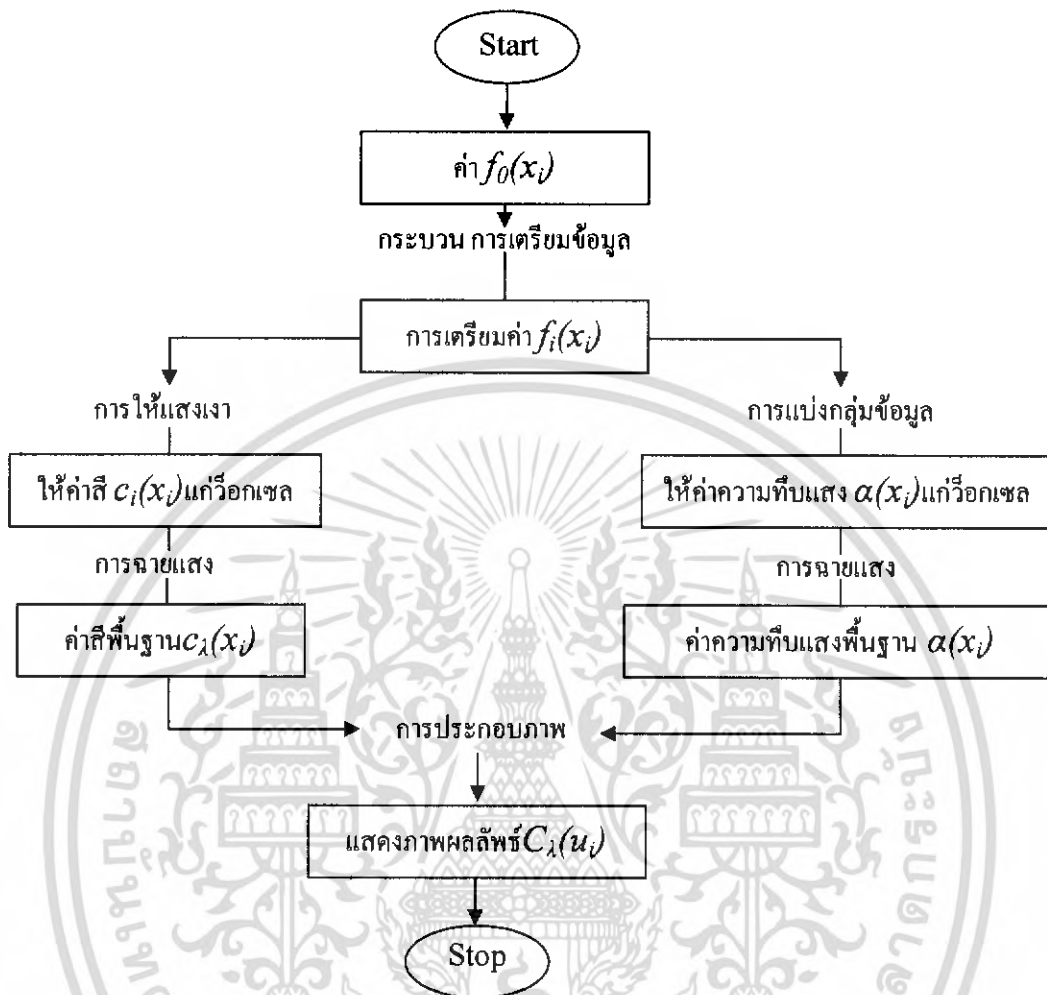 Start
ค่า f₀(xᵢ)
กระบวน การเตรียมข้อมูล
การเตรียมค่า fᵢ(xᵢ)
การให้แสงเงา
การแบ่งกลุ่มข้อมูล
ให้ค่าสี cᵢ(xᵢ) แก่ว็อกเซล
ให้ค่าความทึบแสง α(xᵢ) แก่ว็อกเซล
การฉายแสง
การฉายแสง
ค่าสีพื้นฐาน c_λ(xᵢ)
ค่าความทึบแสงพื้นฐาน α(xᵢ)
การประกอบภาพ
แสดงภาพผลลัพธ์ C_λ(uᵢ)
Stop